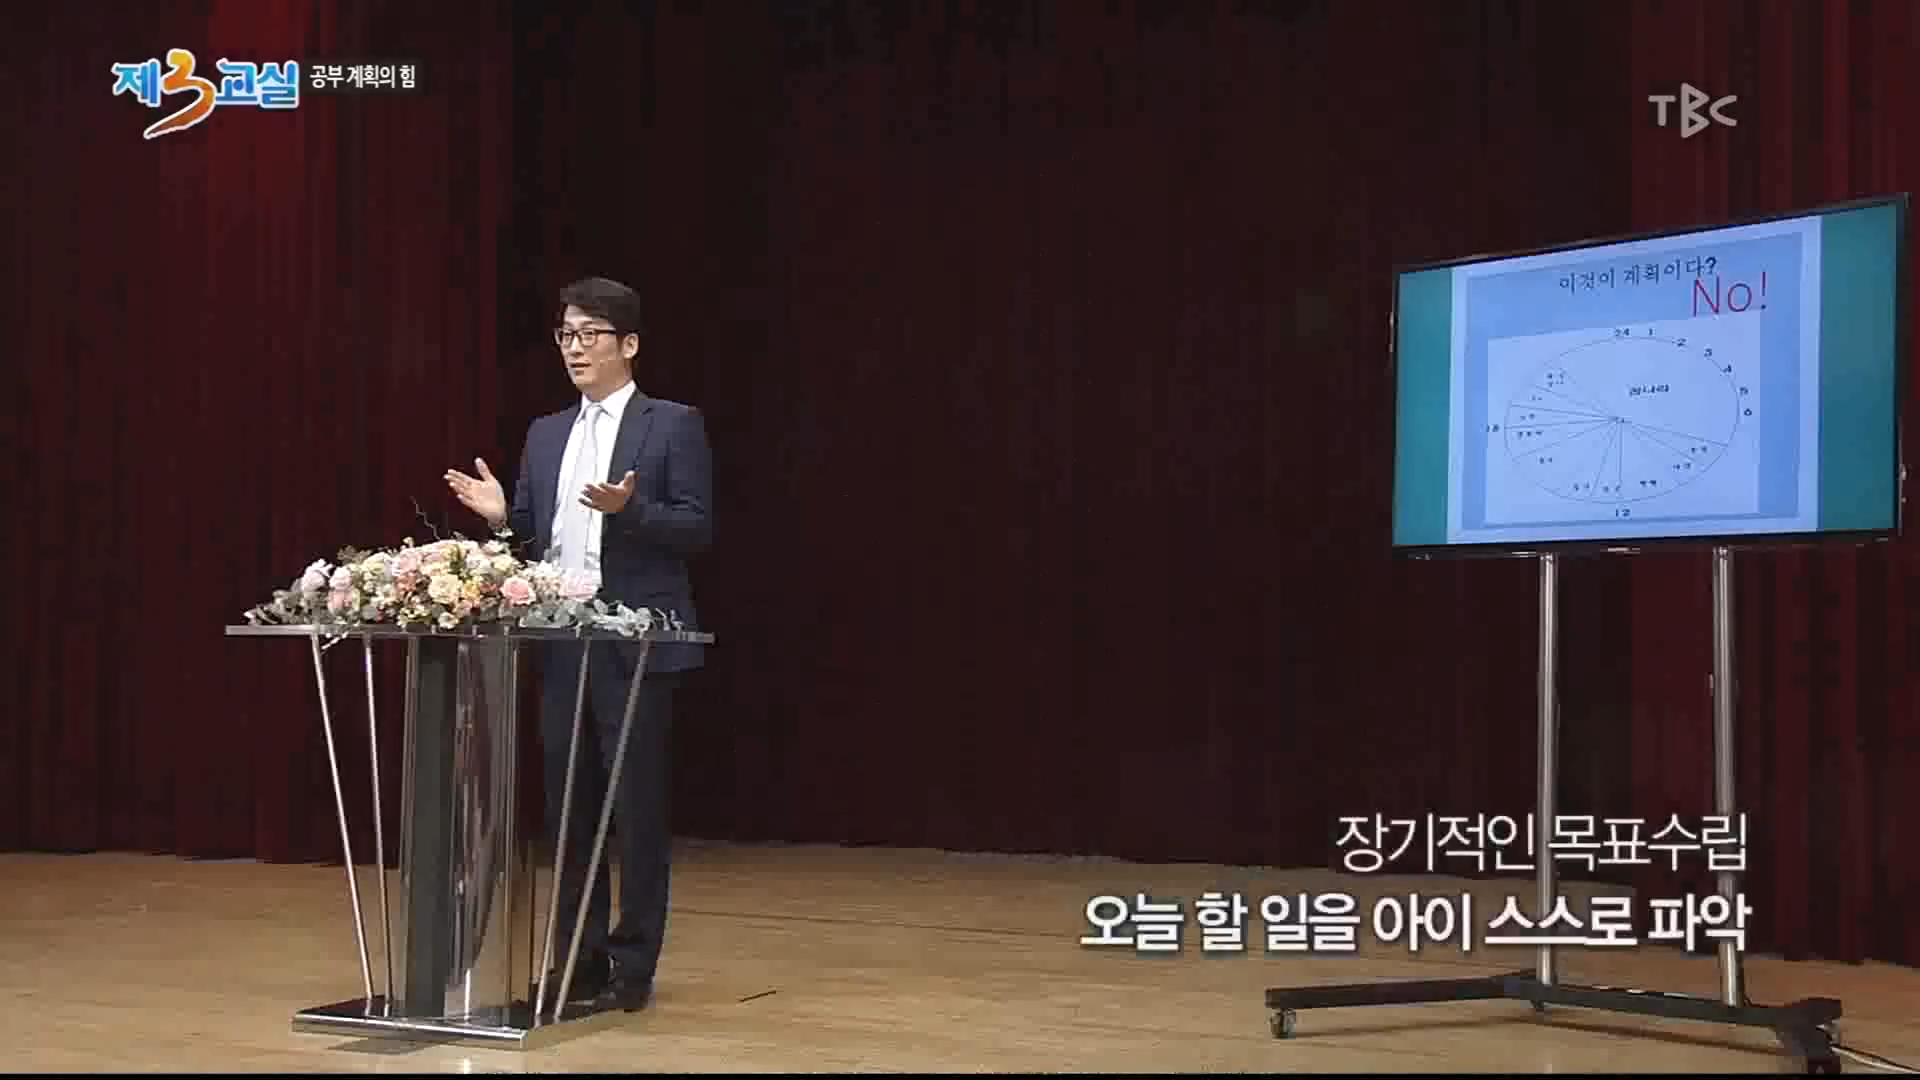 제3교실 공부 계획의 힘
TBC
이것이 계획이다?
No!
24 1 2 3 4 5 6
18
12
장기적인 목표수립
오늘 할 일을 아이 스스로 파악